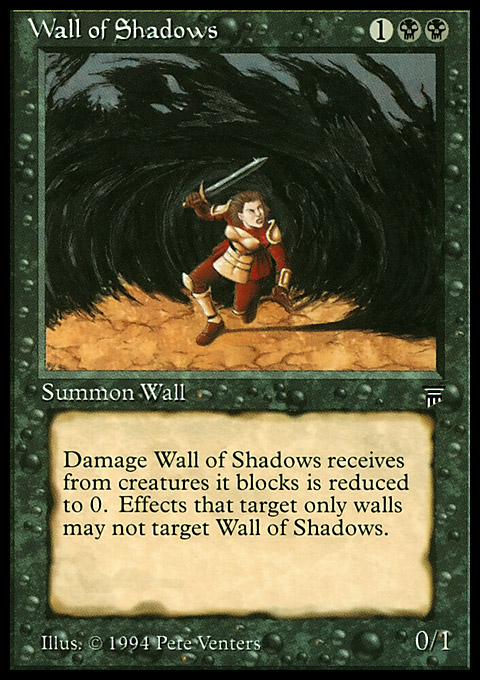 Wall of Shadows 1
Summon Wall
Damage Wall of Shadows receives
from creatures it blocks is reduced
to 0. Effects that target only walls
may not target Wall of Shadows.
Illus. © 1994 Pete Venters 0/1